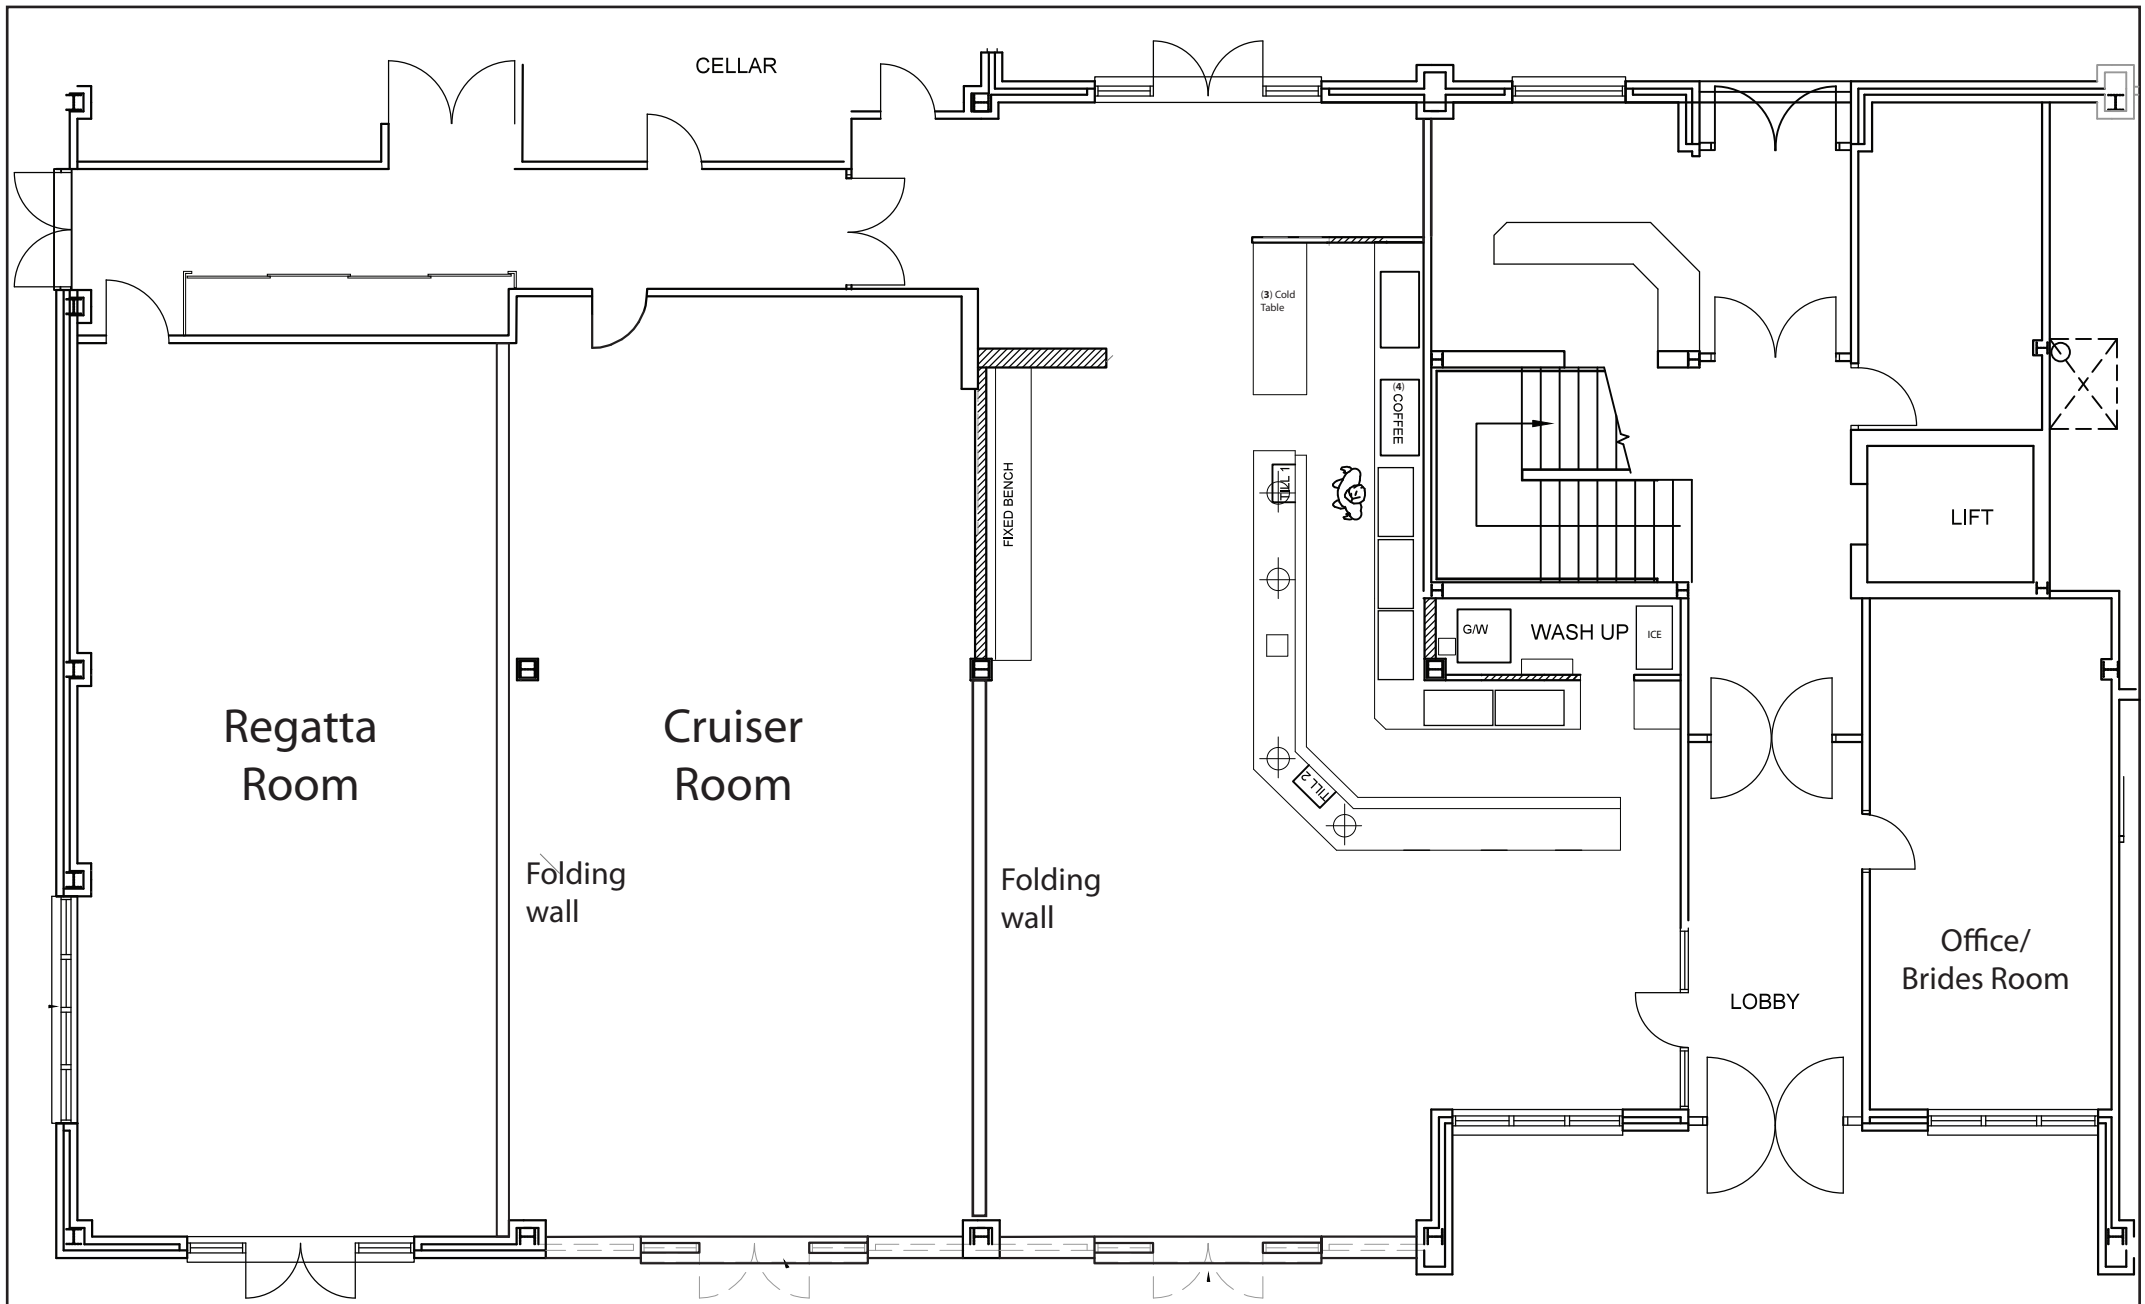 CELLAR
(3) Cold
Table
(4)
COFFEE
TILL 1
FIXED BENCH
LIFT
G/W
WASH UP
ICE
Regatta
Room
Cruiser
Room
TILL 2
Folding
wall
Folding
wall
Office/
Brides Room
LOBBY